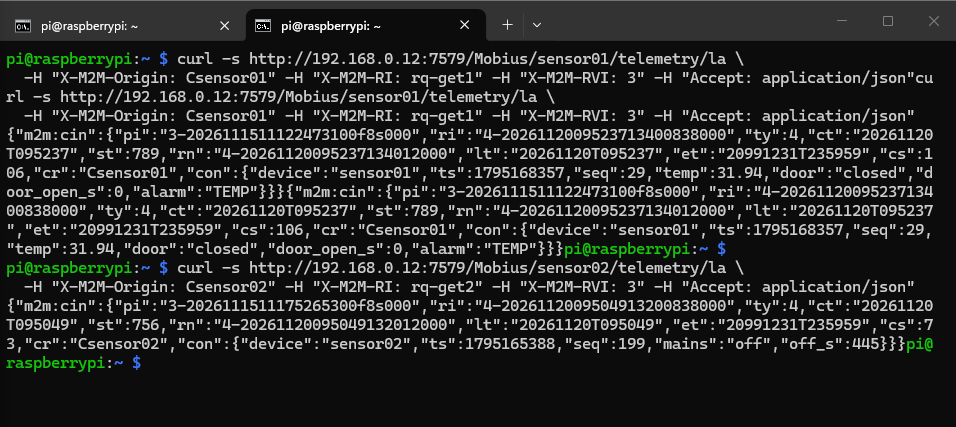 pi@raspberrypi: ~
pi@raspberrypi: ~
pi@raspberrypi:~ $ curl -s http://192.168.0.12:7579/Mobius/sensor01/telemetry/la \
-H "X-M2M-Origin: Csensor01" -H "X-M2M-RI: rq-get1" -H "X-M2M-RVI: 3" -H "Accept: application/json"cu
rl -s http://192.168.0.12:7579/Mobius/sensor01/telemetry/la \
-H "X-M2M-Origin: Csensor01" -H "X-M2M-RI: rq-get1" -H "X-M2M-RVI: 3" -H "Accept: application/json"
{"m2m:cin":{"pi":"3-20261115111224731​00f8s000","ri":"4-20261120095237134​00838000","ty":4,"ct":"20261120
T095237","st":789,"rn":"4-20261120095237134012000","lt":"20261120T095237","et":"20991231T235959","cs":1
06,"cr":"Csensor01","con":{"device":"sensor01","ts":1795168357,"seq":29,"temp":31.94,"door":"closed","d
oor_open_s":0,"alarm":"TEMP"}}}{"m2m:cin":{"pi":"3-2026111511122473100f8s000","ri":"4-202611200952371​34
00838000","ty":4,"ct":"20261120T095237","st":789,"rn":"4-20261120095237134012000","lt":"20261120T095237
","et":"20991231T235959","cs":106,"cr":"Csensor01","con":{"device":"sensor01","ts":1795168357,"seq":29,
"temp":31.94,"door":"closed","door_open_s":0,"alarm":"TEMP"}}}pi@raspberrypi:~ $
pi@raspberrypi:~ $ curl -s http://192.168.0.12:7579/Mobius/sensor02/telemetry/la \
-H "X-M2M-Origin: Csensor01" -H "X-M2M-RI: rq-get2" -H "X-M2M-RVI: 3" -H "Accept: application/json"
{"m2m:cin":{"pi":"3-2026111511175265300f8s000","ri":"4-2026112009504913200838000","ty":4,"ct":"20261120
T095049","st":756,"rn":"4-20261120095049132012000","lt":"20261120T095049","et":"20991231T235959","cs":7
3,"cr":"Csensor02","con":{"device":"sensor02","ts":1795165388,"seq":199,"mains":"off","off_s":445}}}pi@
raspberrypi:~ $